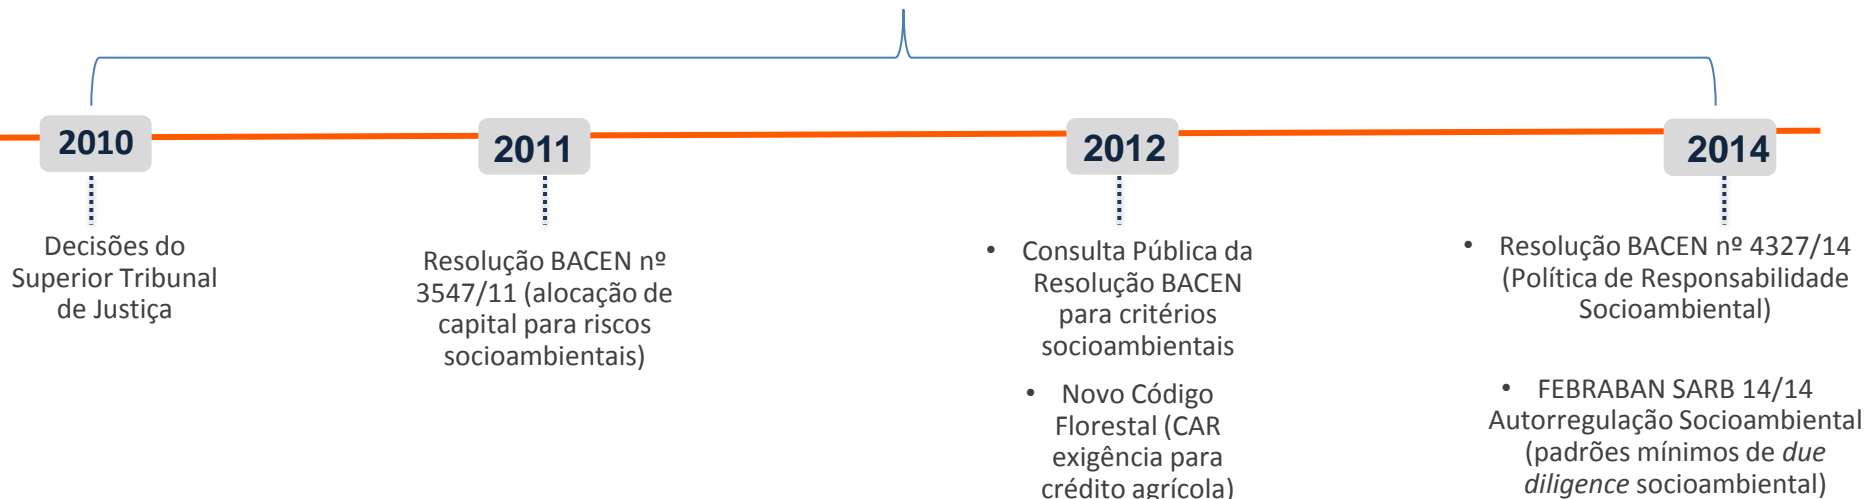 2010
Decisões do
Superior Tribunal
de Justiça
2011
Resolução BACEN nº
3547/11 (alocação de
capital para riscos
socioambientais)
2012
• Consulta Pública da
Resolução BACEN
para critérios
socioambientais
• Novo Código
Florestal (CAR
exigência para
crédito agrícola)
2014
• Resolução BACEN nº 4327/14
(Política de Responsabilidade
Socioambiental)
• FEBRABAN SARB 14/14
Autorregulação Socioambiental
(padrões mínimos de due
diligence socioambiental)